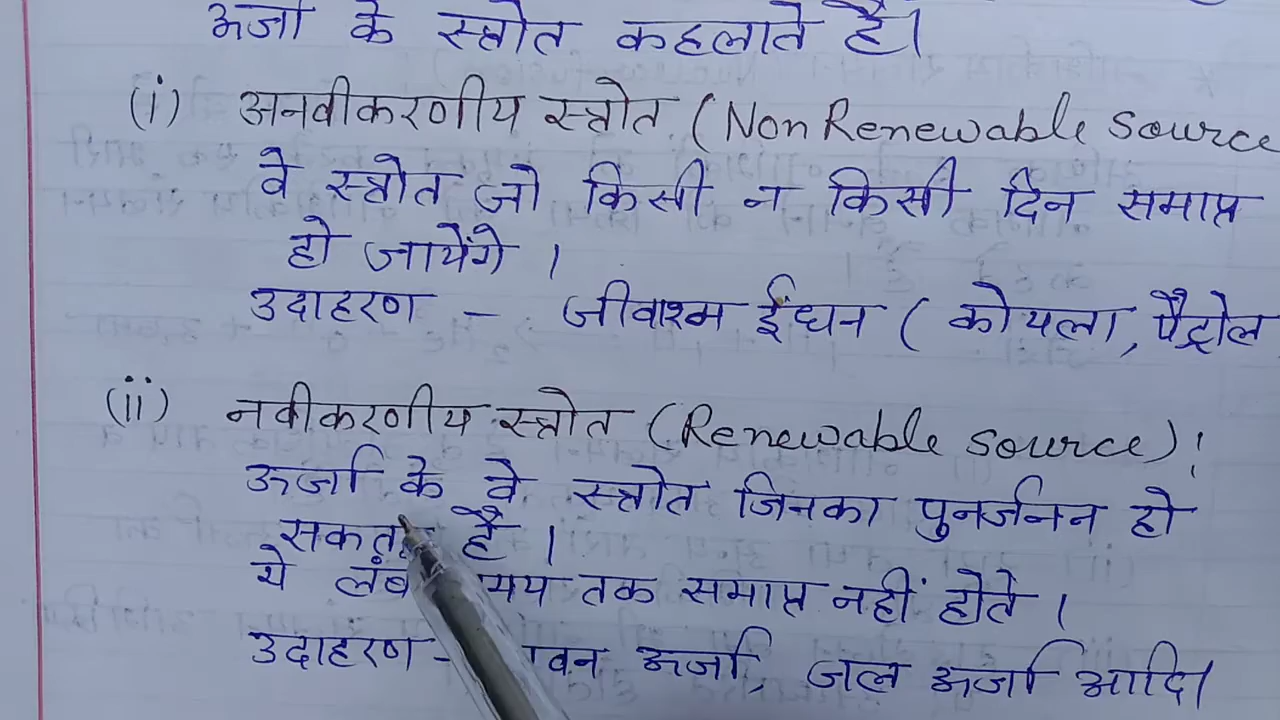 ऊर्जा के स्त्रोत कहलाते हैं।
(i) अनवीकरणीय स्त्रोत (Non Renewable source
वे स्त्रोत जो किसी न किसी दिन समाप्त
हो जायेंगे ।
उदाहरण - जीवाश्म ईंधन ( कोयला, पैट्रोल
(ii) नवीकरणीय स्त्रोत (Renewable source) :
ऊर्जा के वे स्त्रोत जिनका पुनर्जनन हो
सकता है ।
ये तक समाप्त नहीं होते ।
उदाहरण - ऊर्जा, जल ऊर्जा आदि।